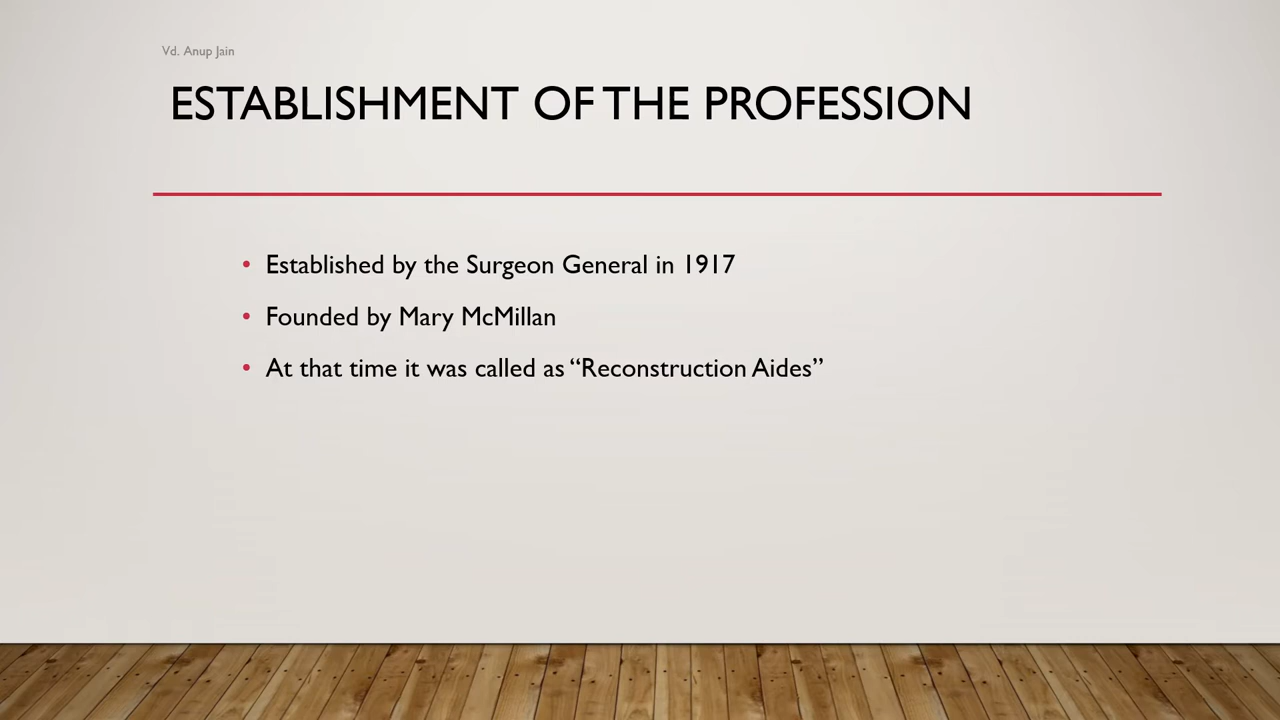 Vd. Anup Jain
ESTABLISHMENT OF THE PROFESSION
• Established by the Surgeon General in 1917
• Founded by Mary McMillan
• At that time it was called as “Reconstruction Aides”